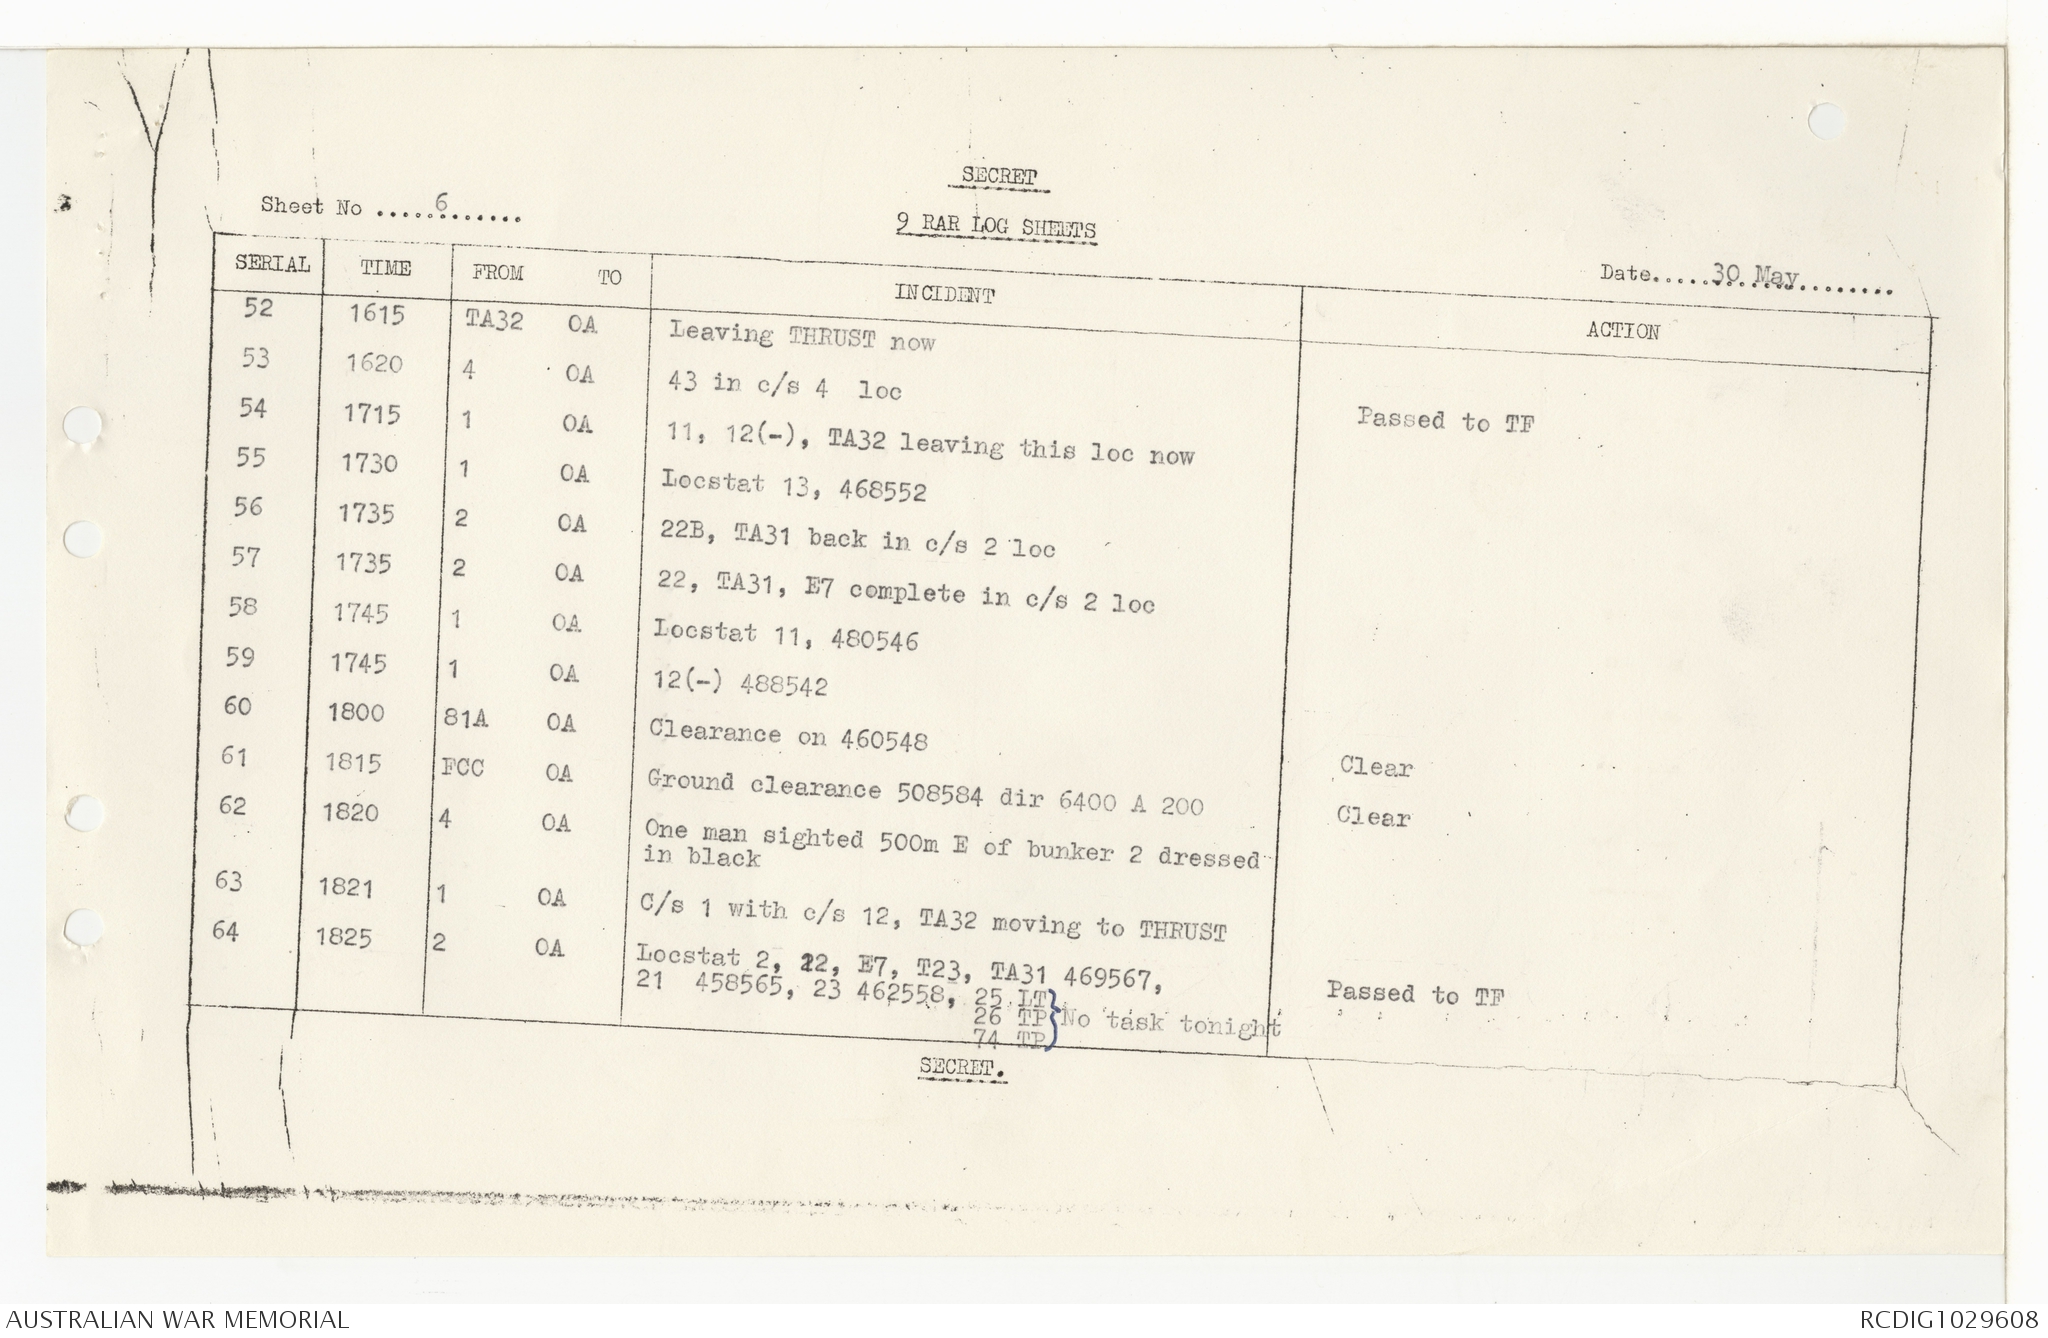 SECRET
Sheet No .....6.......
9 RAR LOG SHEETS
Date.....30 May........
SERIAL TIME FROM TO INCIDENT ACTION
52 1615 TA32 OA Leaving THRUST now
53 1620 4 OA 43 in c/s 4 loc Passed to TF
54 1715 1 OA 11, 12(-), TA32 leaving this loc now
55 1730 1 OA Locstat 13, 468552
56 1735 2 OA 22B, TA31 back in c/s 2 loc
57 1735 2 OA 22, TA31, E7 complete in c/s 2 loc
58 1745 1 OA Locstat 11, 480546
59 1745 1 OA 12(-) 488542
60 1800 81A OA Clearance on 460548 Clear
61 1815 FCC OA Ground clearance 508584 dir 6400 A 200 Clear
62 1820 4 OA One man sighted 500m E of bunker 2 dressed
in black
63 1821 1 OA C/s 1 with c/s 12, TA32 moving to THRUST
64 1825 2 OA Locstat 2, 22, E7, T23, TA31 469567,
21 458565, 23 462558, 25 LT Passed to TF
26 TP No task tonight
74 TP
SECRET.
AUSTRALIAN WAR MEMORIAL RCDIG1029608